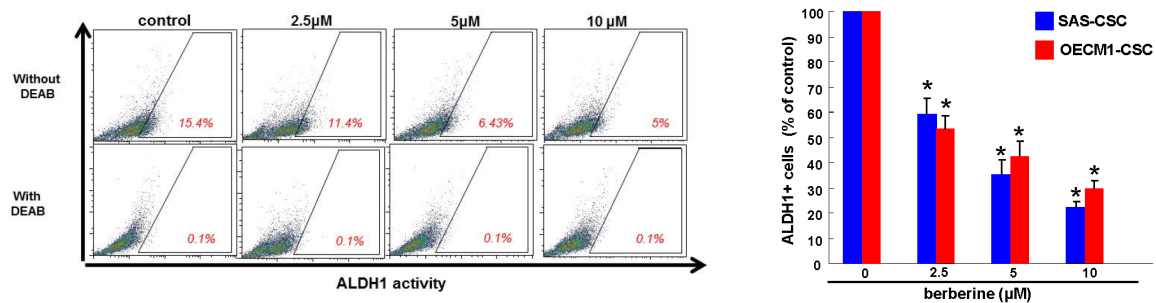 control 2.5μM 5μM 10 μM
Without
DEAB
15.4% 11.4% 6.43% 5%
With
DEAB
0.1% 0.1% 0.1% 0.1%
ALDH1 activity
ALDH1+ cells (% of control)
100
90
80
70
60
50
40
30
20
10
0
SAS-CSC
OECM1-CSC
* * * * * *
0 2.5 5 10
berberine (μM)